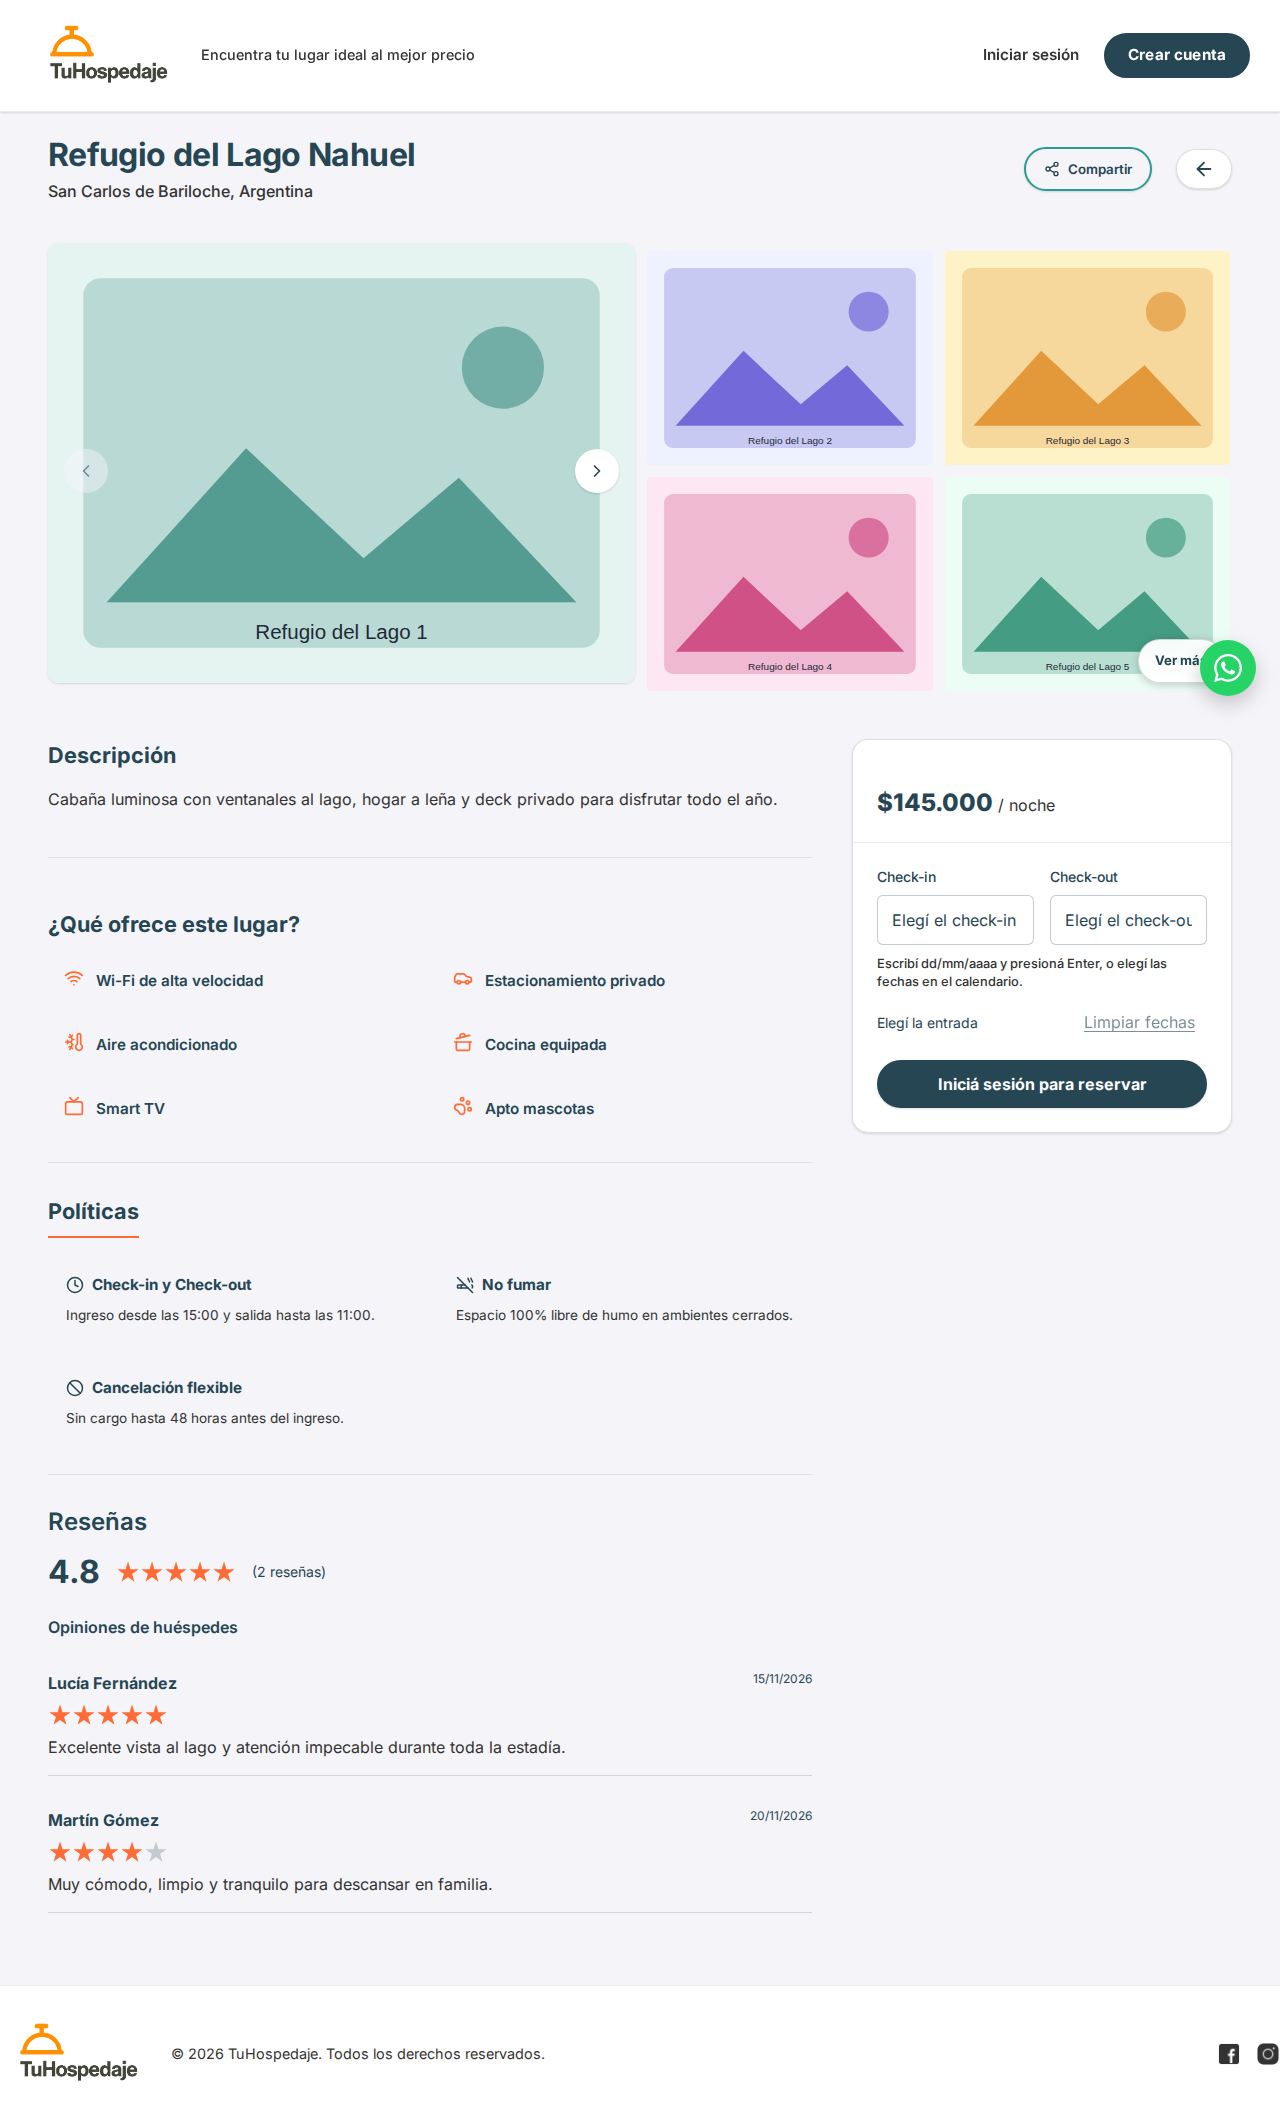 TuHospedaje
Encuentra tu lugar ideal al mejor precio
Iniciar sesión
Crear cuenta
Refugio del Lago Nahuel
San Carlos de Bariloche, Argentina
Compartir
Refugio del Lago 1
Refugio del Lago 2
Refugio del Lago 3
Refugio del Lago 4
Refugio del Lago 5
Ver más
Descripción
Cabaña luminosa con ventanales al lago, hogar a leña y deck privado para disfrutar todo el año.
¿Qué ofrece este lugar?
Wi-Fi de alta velocidad
Estacionamiento privado
Aire acondicionado
Cocina equipada
Smart TV
Apto mascotas
$145.000 / noche
Check-in
Check-out
Elegí el check-in
Elegí el check-ou
Escribí dd/mm/aaaa y presioná Enter, o elegí las
fechas en el calendario.
Elegí la entrada
Limpiar fechas
Iniciá sesión para reservar
Políticas
Check-in y Check-out
Ingreso desde las 15:00 y salida hasta las 11:00.
No fumar
Espacio 100% libre de humo en ambientes cerrados.
Cancelación flexible
Sin cargo hasta 48 horas antes del ingreso.
Reseñas
4.8
(2 reseñas)
Opiniones de huéspedes
Lucía Fernández
15/11/2026
Excelente vista al lago y atención impecable durante toda la estadía.
Martín Gómez
20/11/2026
Muy cómodo, limpio y tranquilo para descansar en familia.
TuHospedaje
© 2026 TuHospedaje. Todos los derechos reservados.